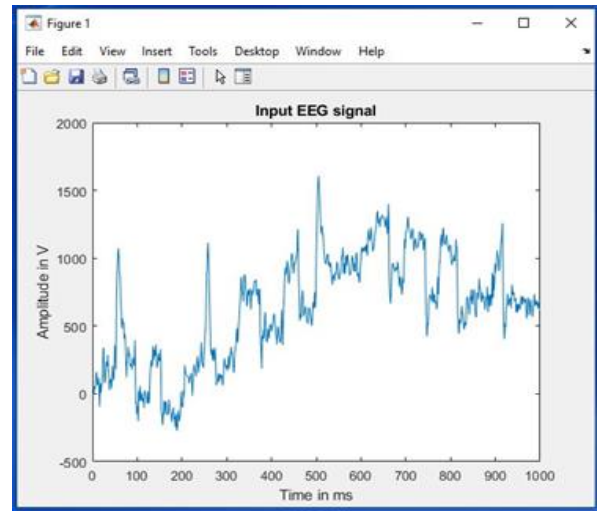 Figure 1
File Edit View Insert Tools Desktop Window Help
Input EEG signal
2000
1500
1000
500
0
-500
Amplitude in V
0 100 200 300 400 500 600 700 800 900 1000
Time in ms